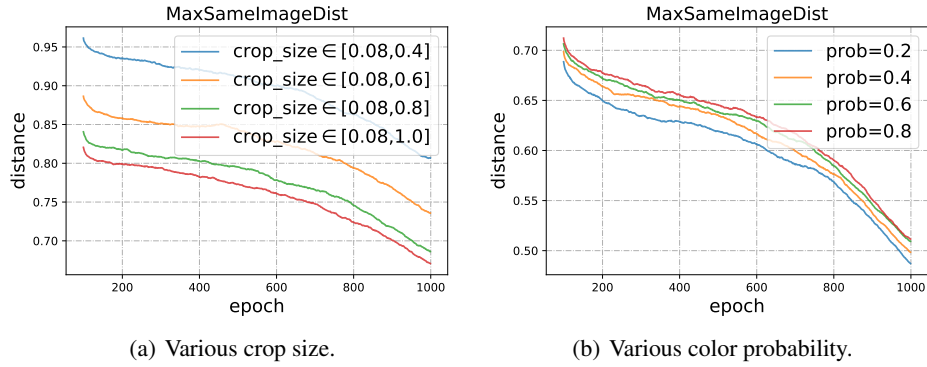 MaxSameImageDist
distance
0.95
0.90
0.85
0.80
0.75
0.70
crop_size∈[0.08,0.4]
crop_size∈[0.08,0.6]
crop_size∈[0.08,0.8]
crop_size∈[0.08,1.0]
200 400 600 800 1000
epoch
(a) Various crop size.
MaxSameImageDist
distance
0.70
0.65
0.60
0.55
0.50
prob=0.2
prob=0.4
prob=0.6
prob=0.8
200 400 600 800 1000
epoch
(b) Various color probability.